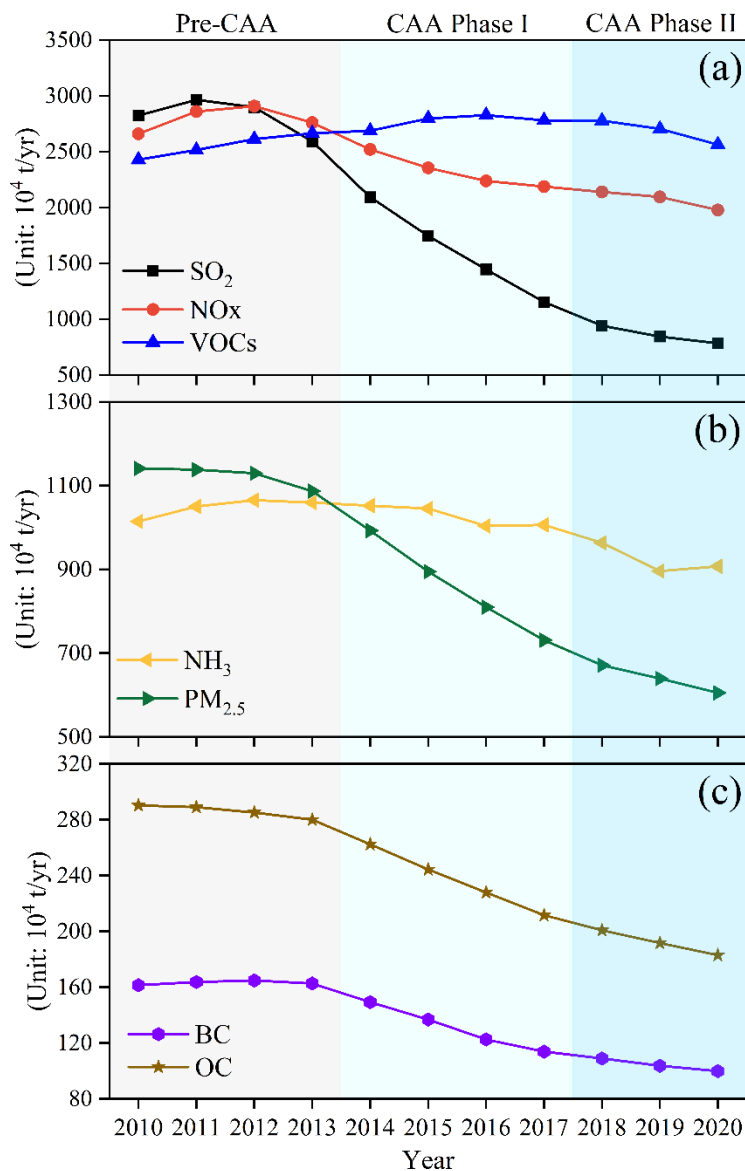 Pre-CAA CAA Phase I CAA Phase II
3500
3000
2500
2000
1500
1000
500
(Unit: 10⁴ t/yr)
(a)
SO₂
NOx
VOCs
1300
1100
900
700
500
(Unit: 10⁴ t/yr)
(b)
NH₃
PM₂.₅
320
280
240
200
160
120
80
(Unit: 10⁴ t/yr)
(c)
BC
OC
2010 2011 2012 2013 2014 2015 2016 2017 2018 2019 2020
Year